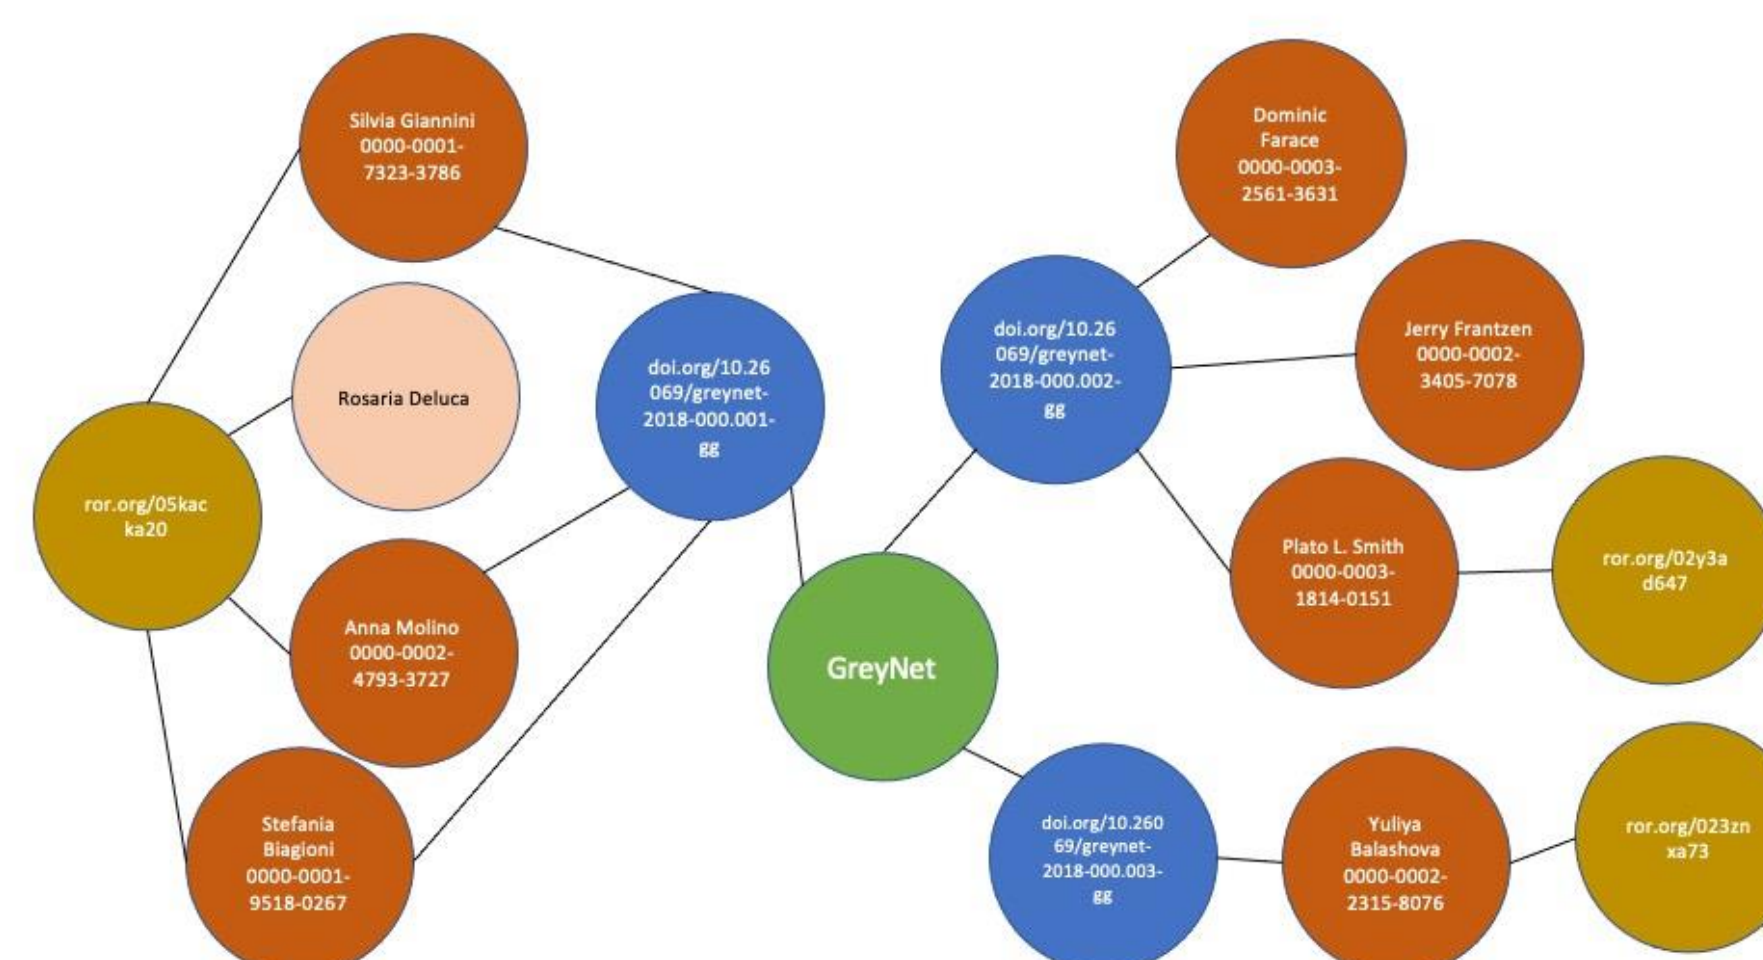 Silvia Giannini
0000-0001-
7323-3786
Rosaria Deluca
ror.org/05kac
ka20
Anna Molino
0000-0002-
4793-3727
Stefania
Biagioni
0000-0001-
9518-0267
doi.org/10.26
069/greynet-
2018-000.001-
gg
GreyNet
doi.org/10.26
069/greynet-
2018-000.002-
gg
Dominic
Farace
0000-0003-
2561-3631
Jerry Frantzen
0000-0002-
3405-7078
Plato L. Smith
0000-0003-
1814-0151
ror.org/02y3a
d647
doi.org/10.260
69/greynet-
2018-000.003-
gg
Yuliya
Balashova
0000-0002-
2315-8076
ror.org/023zn
xa73